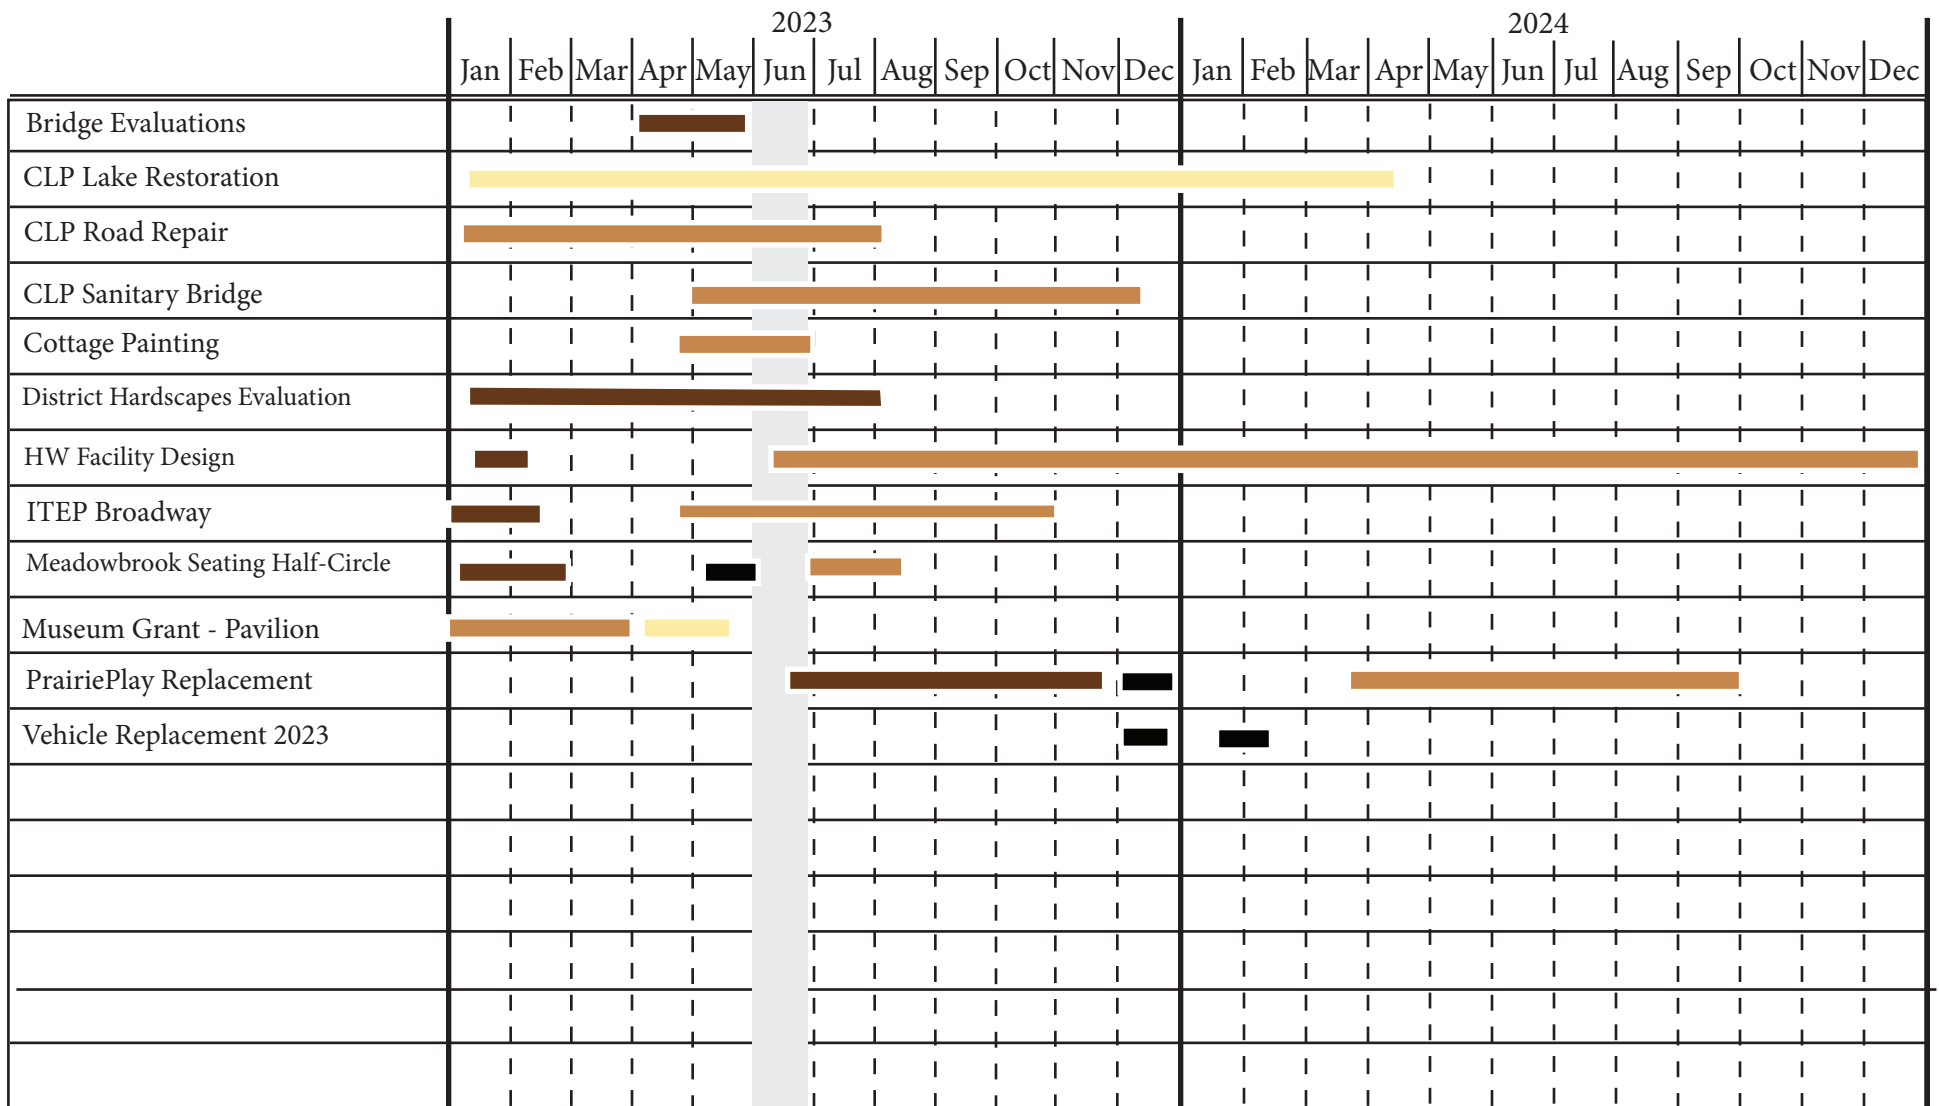 2023 2024
Jan Feb Mar Apr May Jun Jul Aug Sep Oct Nov Dec Jan Feb Mar Apr May Jun Jul Aug Sep Oct Nov Dec
Bridge Evaluations
CLP Lake Restoration
CLP Road Repair
CLP Sanitary Bridge
Cottage Painting
District Hardscapes Evaluation
HW Facility Design
ITEP Broadway
Meadowbrook Seating Half-Circle
Museum Grant - Pavilion
PrairiePlay Replacement
Vehicle Replacement 2023